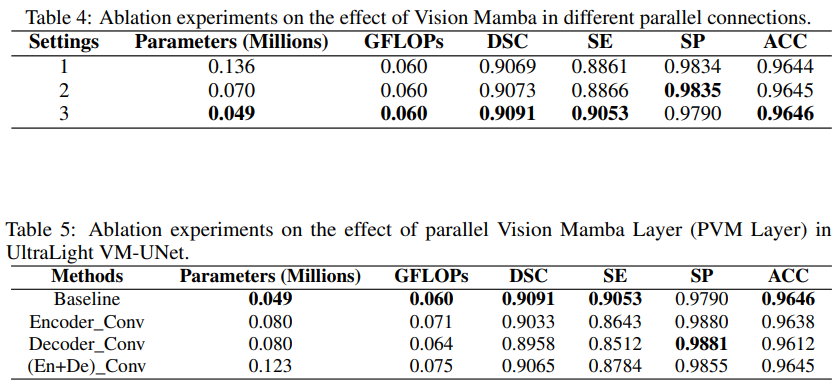 Table 4: Ablation experiments on the effect of Vision Mamba in different parallel connections.
Settings Parameters (Millions) GFLOPs DSC SE SP ACC
1 0.136 0.060 0.9069 0.8861 0.9834 0.9644
2 0.070 0.060 0.9073 0.8866 0.9835 0.9645
3 0.049 0.060 0.9091 0.9053 0.9790 0.9646
Table 5: Ablation experiments on the effect of parallel Vision Mamba Layer (PVM Layer) in
UltraLight VM-UNet.
Methods Parameters (Millions) GFLOPs DSC SE SP ACC
Baseline 0.049 0.060 0.9091 0.9053 0.9790 0.9646
Encoder_Conv 0.080 0.071 0.9033 0.8643 0.9880 0.9638
Decoder_Conv 0.080 0.064 0.8958 0.8512 0.9881 0.9612
(En+De)_Conv 0.123 0.075 0.9065 0.8784 0.9855 0.9645